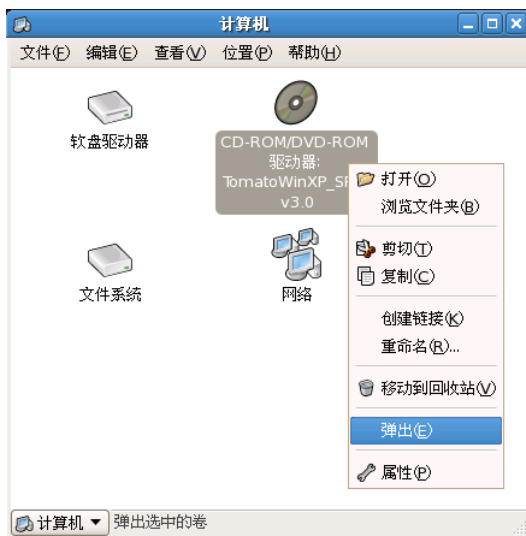 计算机
文件(F) 编辑(E) 查看(V) 位置(P) 帮助(H)
软盘驱动器
CD-ROM/DVD-ROM
驱动器:
TomatoWinXP_SP
v3.0
文件系统
网络
打开(O)
浏览文件夹(B)
剪切(T)
复制(C)
创建链接(K)
重命名(R)...
移动到回收站(V)
弹出(E)
属性(P)
计算机 弹出选中的卷